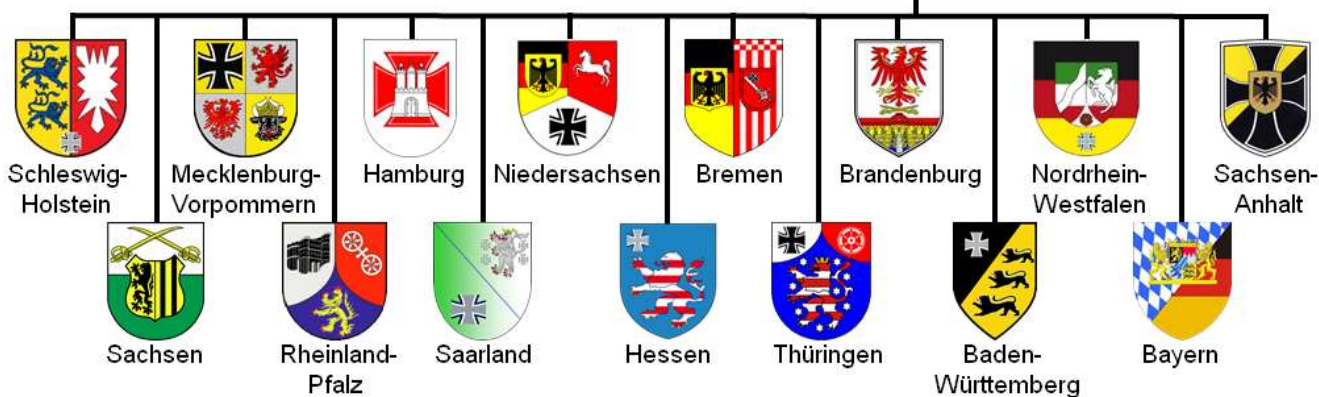 Schleswig-
Holstein
Mecklenburg-
Vorpommern
Hamburg
Niedersachsen
Bremen
Brandenburg
Nordrhein-
Westfalen
Sachsen-
Anhalt
Sachsen
Rheinland-
Pfalz
Saarland
Hessen
Thüringen
Baden-
Württemberg
Bayern